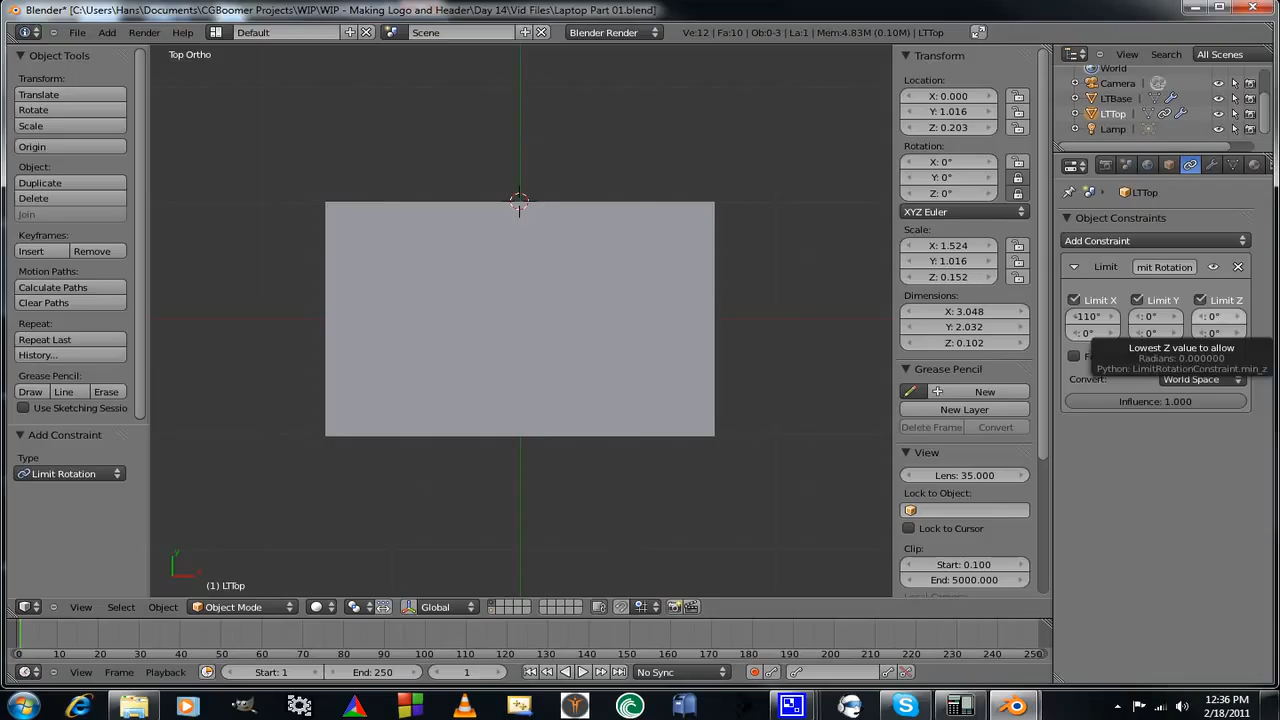 Blender* [C:\Users\Hans\Documents\CGBoomer Projects\WIP\WIP - Making Logo and Header\Day 14\Vid Files\Laptop Part 01.blend]
File Add Render Help Default Scene Blender Render Ve:12 | Fa:10 | Ob:0-3 | La:1 | Mem:4.83M (0.10M) | LTTop
Object Tools
Transform:
Translate
Rotate
Scale
Origin
Object:
Duplicate
Delete
Join
Keyframes:
Insert Remove
Motion Paths:
Calculate Paths
Clear Paths
Repeat:
Repeat Last
History...
Grease Pencil:
Draw Line Erase
Use Sketching Sessio
Add Constraint
Type
Limit Rotation
Top Ortho
(1) LTTop
Transform
Location:
X: 0.000
Y: 1.016
Z: 0.203
Rotation:
X: 0°
Y: 0°
Z: 0°
XYZ Euler
Scale:
X: 1.524
Y: 1.016
Z: 0.152
Dimensions:
X: 3.048
Y: 2.032
Z: 0.102
Grease Pencil
New
New Layer
Delete Frame Convert
View
Lens: 35.000
Lock to Object:
Lock to Cursor
Clip:
Start: 0.100
End: 5000.000
View Search All Scenes
World
Camera
LTBase
LTTop
Lamp
LTTop
Object Constraints
Add Constraint
Limit mit Rotation
Limit X Limit Y Limit Z
-110° : 0° : 0°
: 0° : 0° : 0°
Lowest Z value to allow
Radians: 0.000000
Python: LimitRotationConstraint.min_z
Convert: World Space
Influence: 1.000
View Select Object Object Mode Global
0 10 20 30 40 50 60 70 80 90 100 110 120 130 140 150 160 170 180 190 200 210 220 230 240 250
View Frame Playback Start: 1 End: 250 1 No Sync
12:36 PM
2/18/2011